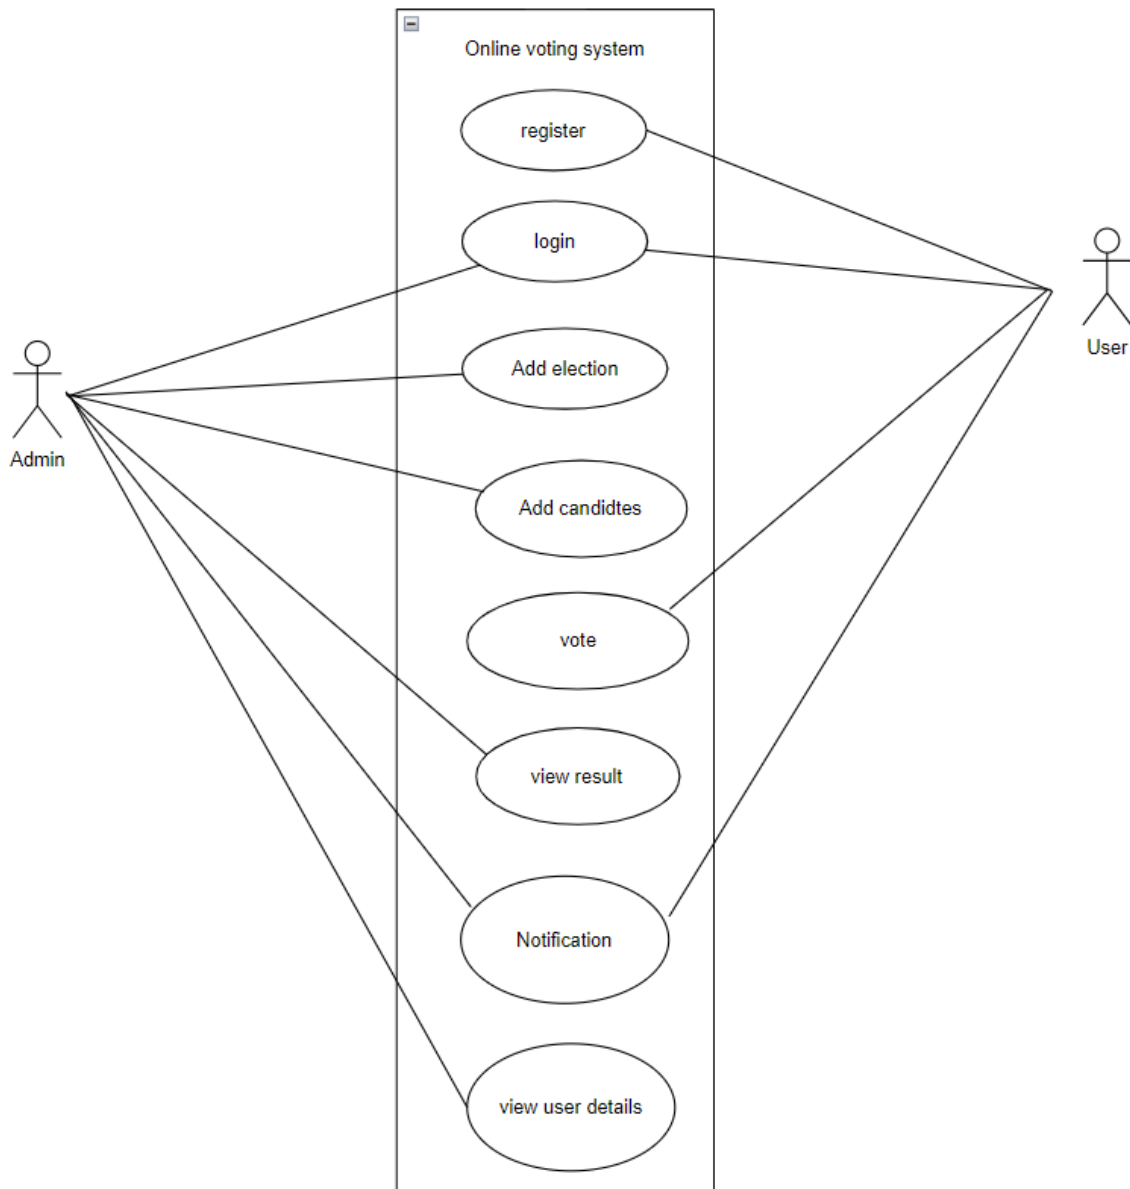 Online voting system
register
login
User
Add election
Admin
Add candidtes
vote
view result
Notification
view user details